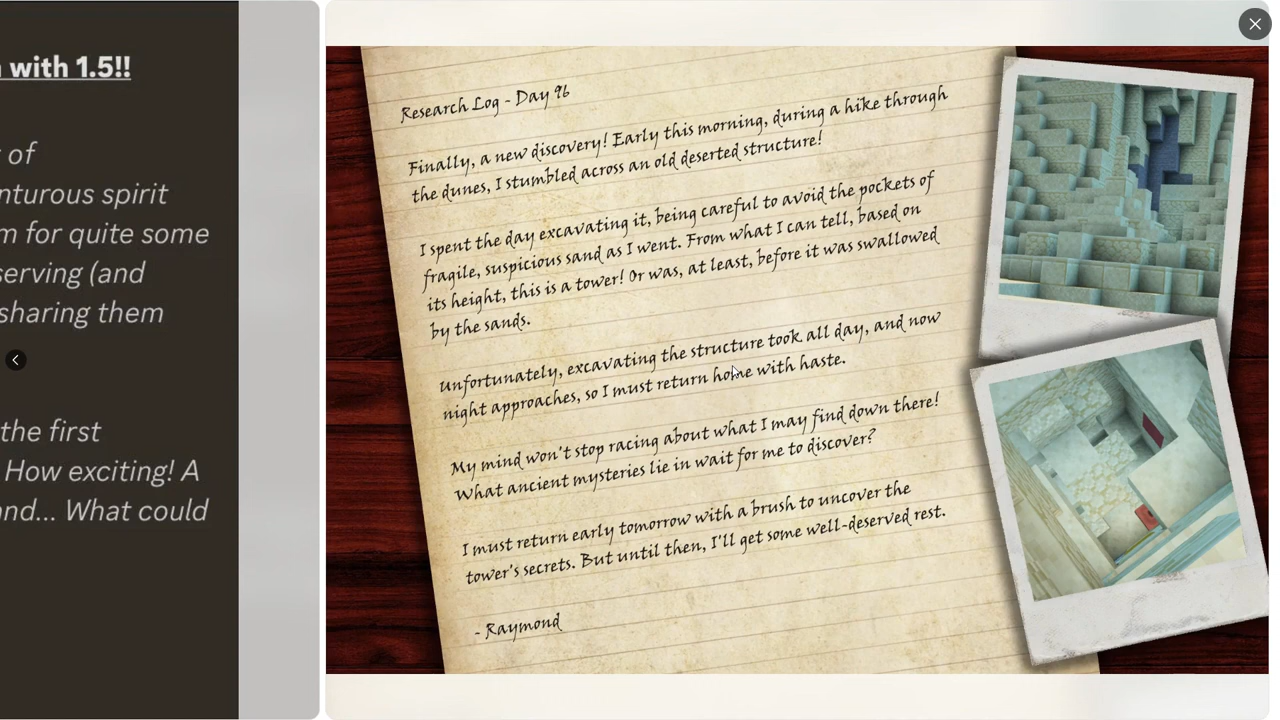 with 1.5!!
of
nturous spirit
m for quite some
serving (and
sharing them
the first
How exciting! A
and... What could
Research Log - Day 96
Finally, a new discovery! Early this morning, during a hike through
the dunes, I stumbled across an old deserted structure!
I spent the day excavating it, being careful to avoid the pockets of
fragile, suspicious sand as I went. From what I can tell, based on
its height, this is a tower! Or was, at least, before it was swallowed
by the sands.
Unfortunately, excavating the structure took all day, and now
night approaches, so I must return home with haste.
My mind won't stop racing about what I may find down there!
What ancient mysteries lie in wait for me to discover?
I must return early tomorrow with a brush to uncover the
tower's secrets. But until then, I'll get some well-deserved rest.
- Raymond